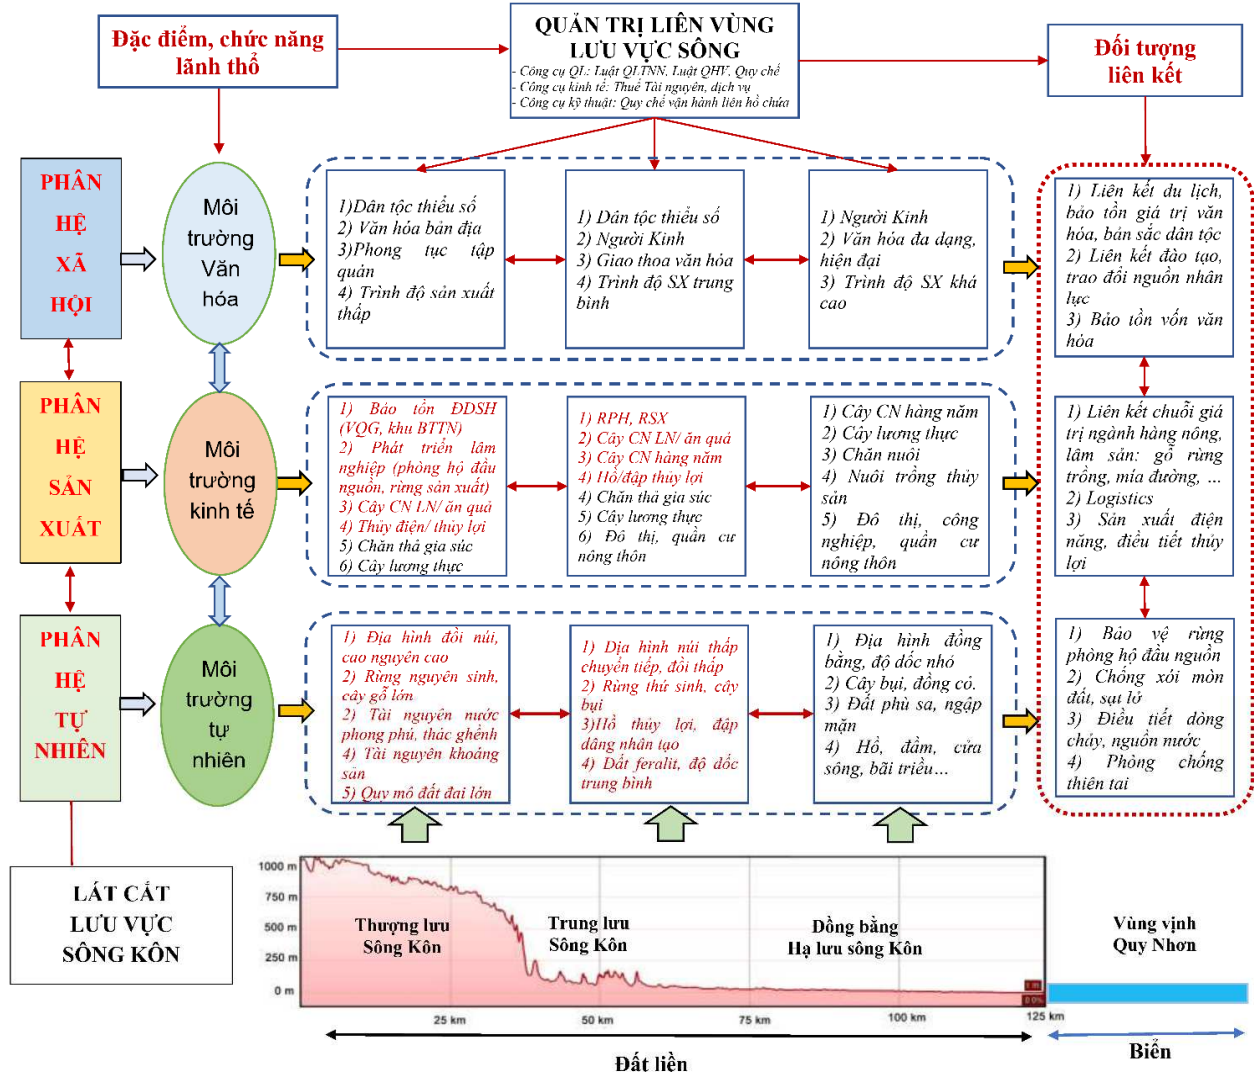 Đặc điểm, chức năng
lãnh thổ
QUẢN TRỊ LIÊN VÙNG
LƯU VỰC SÔNG
- Công cụ QL: Luật QLTNN, Luật QHV, Quy chế
- Công cụ kinh tế: Thuế Tài nguyên, dịch vụ
- Công cụ kỹ thuật: Quy chế vận hành liên hồ chứa
Đối tượng
liên kết
PHÂN
HỆ
XÃ
HỘI
Môi
trường
Văn
hóa
1)Dân tộc thiểu số
2) Văn hóa bản địa
3)Phong tục tập
quán
4) Trình độ sản xuất
thấp
1) Dân tộc thiểu số
2)Người Kinh
3) Giao thoa văn hóa
4) Trình độ SX trung
bình
1)Người Kinh
2) Văn hóa đa dạng,
hiện đại
3) Trình độ SX khá
cao
1) Liên kết du lịch,
bảo tồn giá trị văn
hóa, bản sắc dân tộc
2) Liên kết đào tạo,
trao đổi nguồn nhân
lực
3) Bảo tồn vốn văn
hóa
PHÂN
HỆ
SẢN
XUẤT
Môi
trường
kinh tế
1) Bảo tồn ĐDSH
(VQG, khu BTTN)
2) Phát triển lâm
nghiệp (phòng hộ đầu
nguồn, rừng sản xuất)
3) Cây CN LN/ ăn quả
4) Thủy điện/ thủy lợi
5) Chăn thả gia súc
6) Cây lương thực
1) RPH, RSX
2) Cây CN LN/ ăn quả
3) Cây CN hàng năm
4) Hồ/đập thủy lợi
4) Chăn thả gia súc
5) Cây lương thực
6) Đô thị, quần cư
nông thôn
1) Cây CN hàng năm
2) Cây lương thực
3) Chăn nuôi
4) Nuôi trồng thủy
sản
5) Đô thị, công
nghiệp, quần cư
nông thôn
1) Liên kết chuỗi giá
trị ngành hàng nông,
lâm sản: gỗ rừng
trồng, mía đường, ...
2) Logistics
3) Sản xuất điện
năng, điều tiết thủy
lợi
PHÂN
HỆ
TỰ
NHIÊN
Môi
trường
tự
nhiên
1) Địa hình đồi núi,
cao nguyên cao
2) Rừng nguyên sinh,
cây gỗ lớn
2) Tài nguyên nước
phong phú, thác ghềnh
4) Tài nguyên khoáng
sản
5) Quy mô đất đai lớn
1) Địa hình núi thấp
chuyển tiếp, đồi thấp
2) Rừng thứ sinh, cây
bụi
3)Hồ thủy lợi, đập
dâng nhân tạo
4) Đất feralit, độ dốc
trung bình
1) Địa hình đồng
bằng, độ dốc nhỏ
2) Cây bụi, đồng cỏ.
3) Đất phù sa, ngập
mặn
4) Hồ, đầm, cửa
sông, bãi triều...
1) Bảo vệ rừng
phòng hộ đầu nguồn
2) Chống xói mòn
đất, sạt lở
3) Điều tiết dòng
chảy, nguồn nước
4) Phòng chống
thiên tai
LÁT CẮT
LƯU VỰC
SÔNG KÔN
1000 m
750 m
500 m
250 m
0 m
Thượng lưu
Sông Kôn
Trung lưu
Sông Kôn
Đồng bằng
Hạ lưu sông Kôn
Vùng vịnh
Quy Nhơn
25 km
50 km
75 km
100 km
125 km
Đất liền
Biển